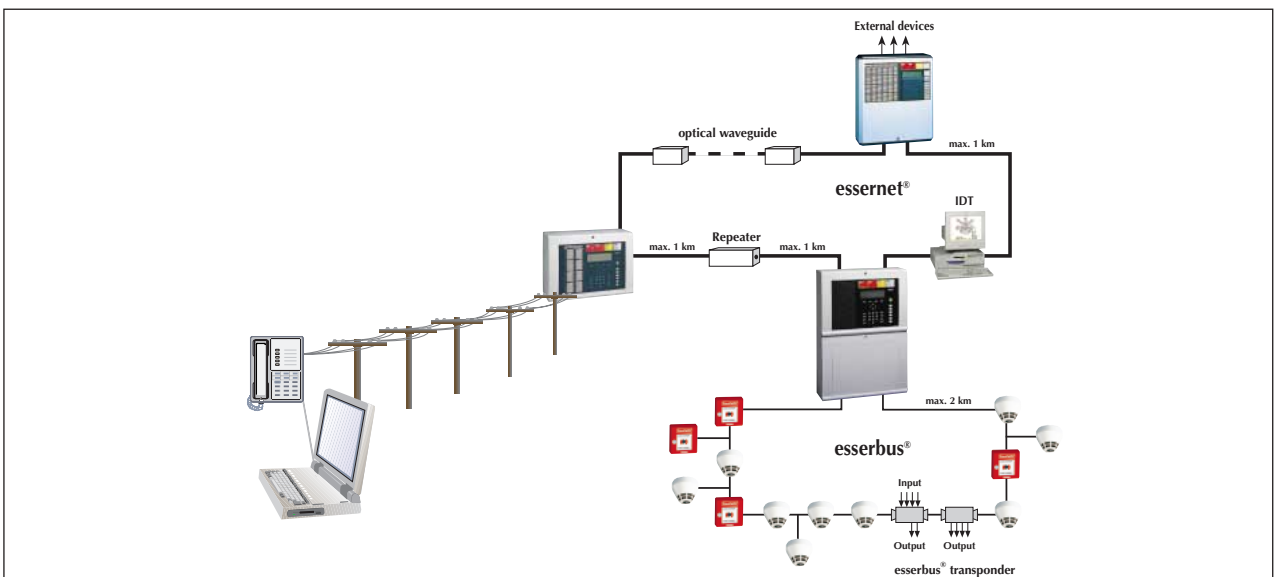 External devices
optical waveguide
max. 1 km
essernet®
IDT
Repeater
max. 1 km
max. 1 km
max. 2 km
esserbus®
Input
Output
Output
esserbus® transponder